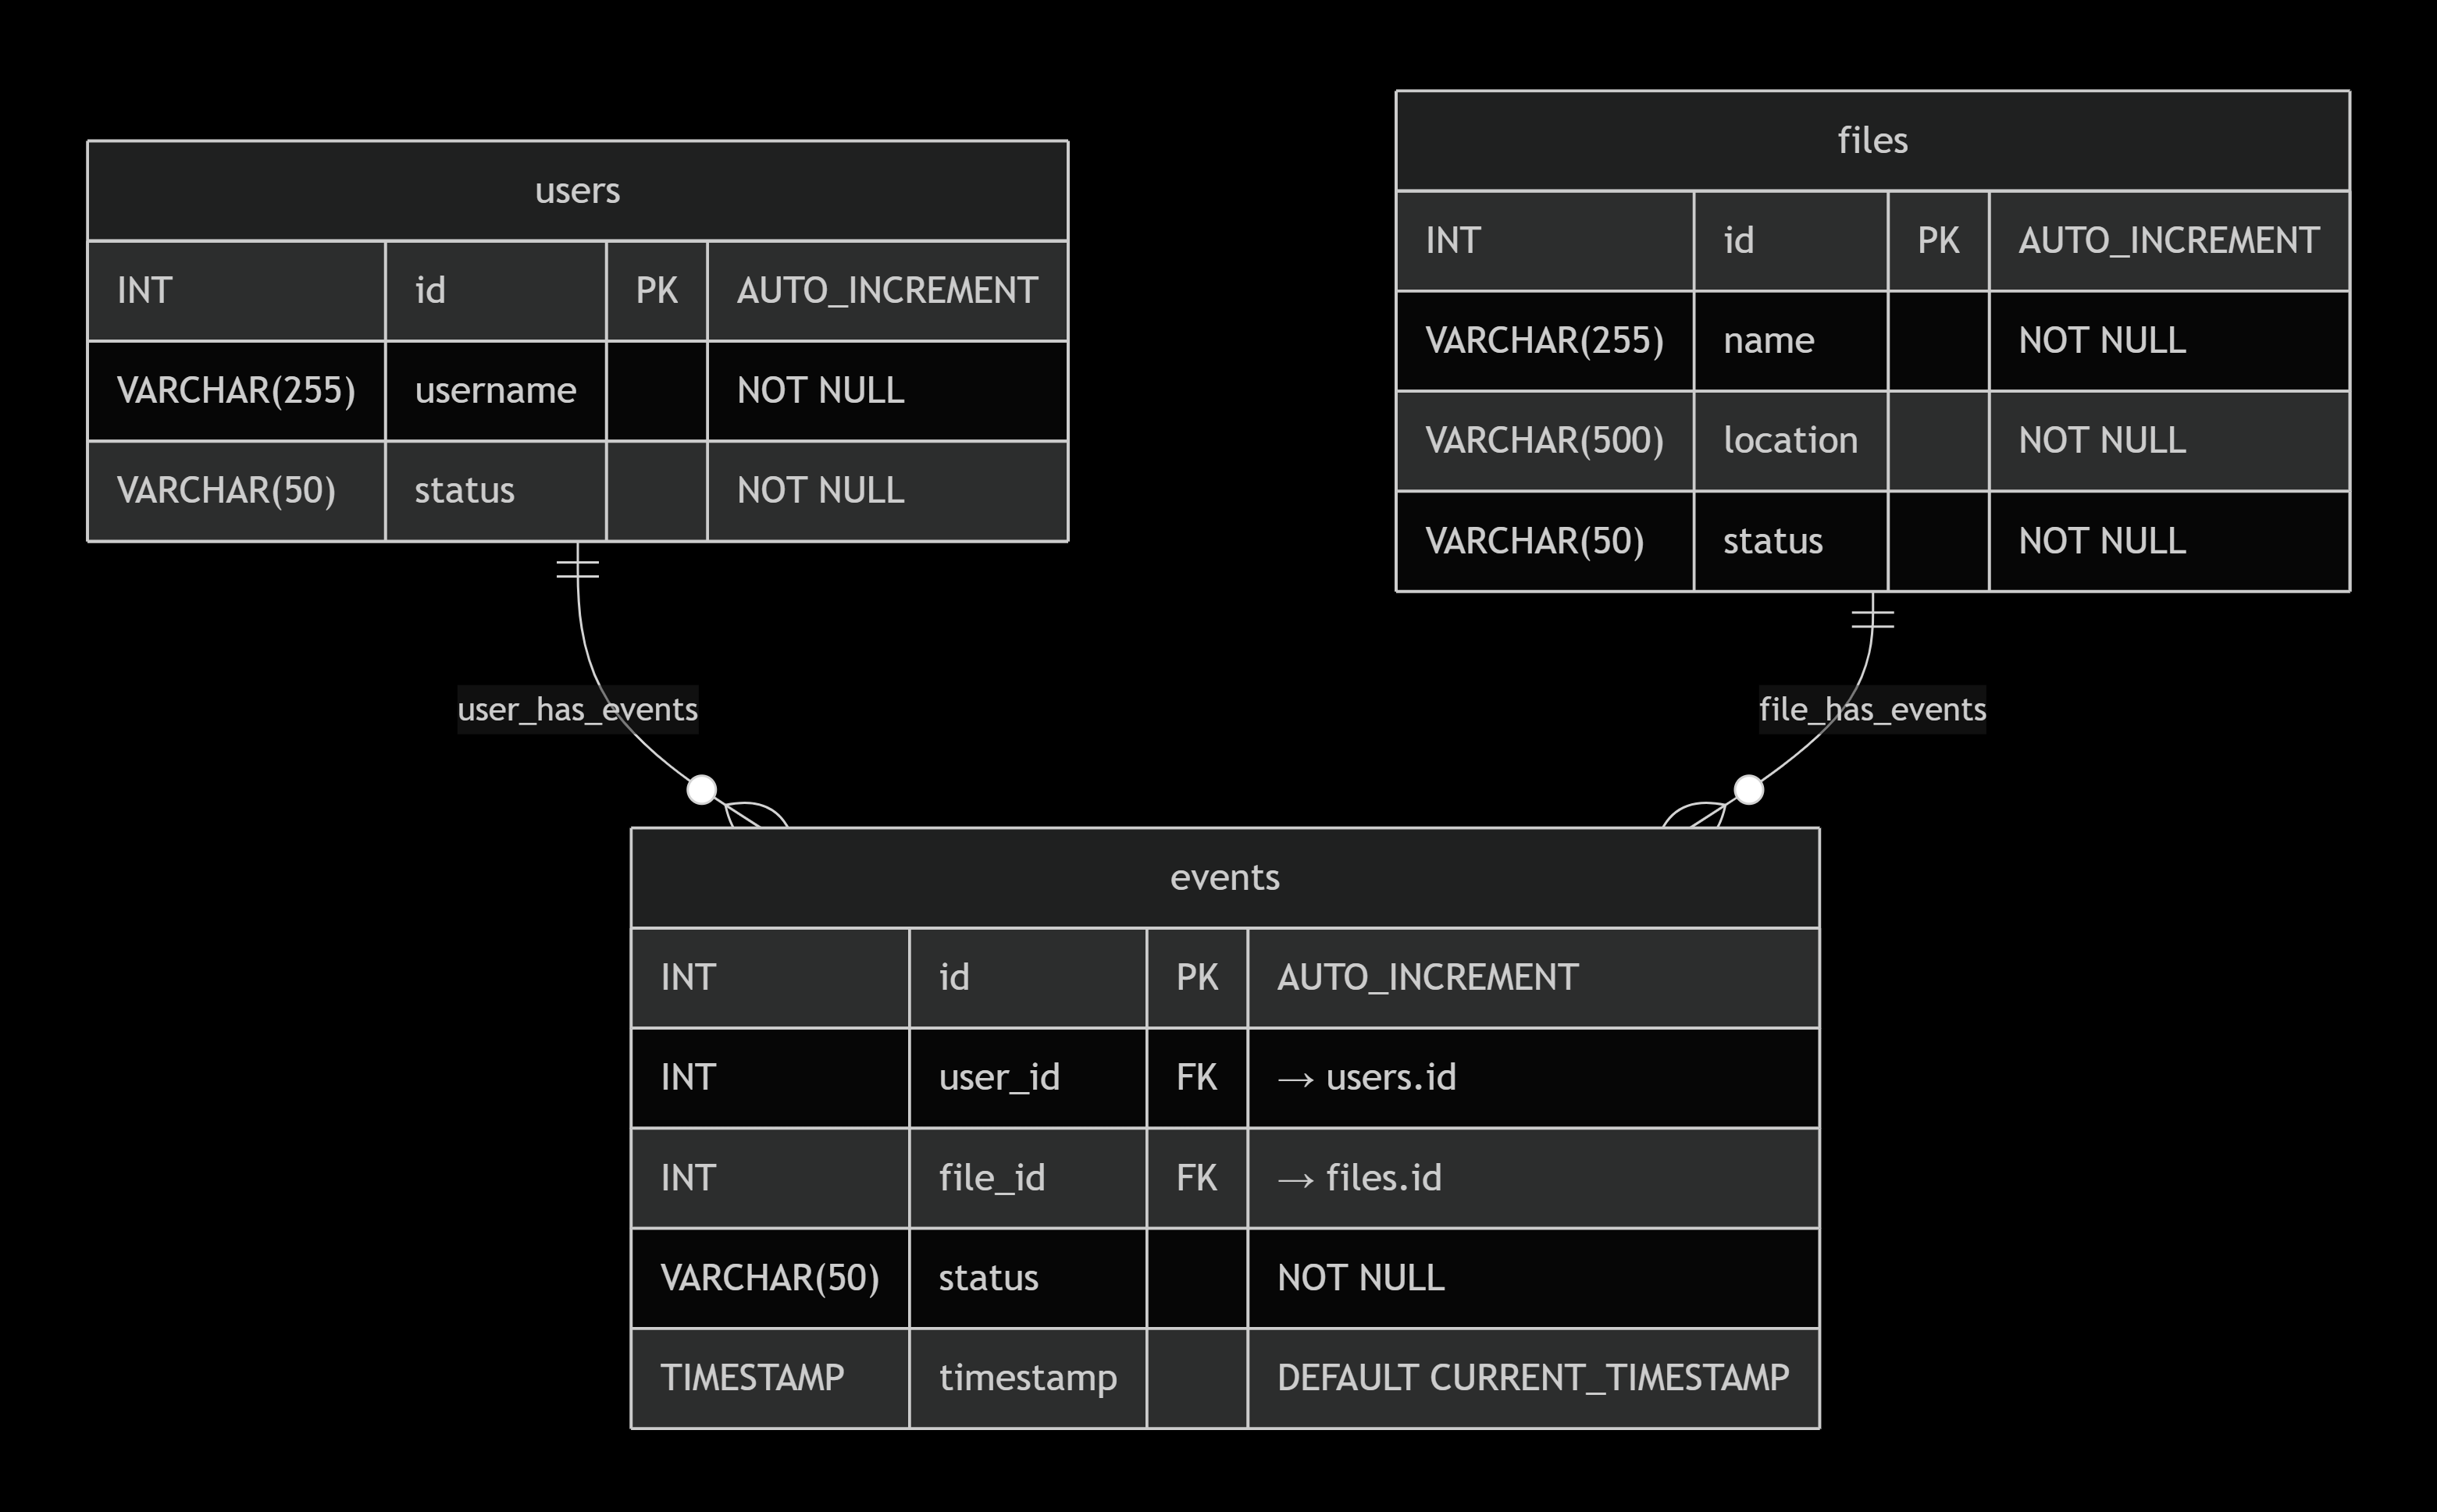 users
INT id PK AUTO_INCREMENT
VARCHAR(255) username NOT NULL
VARCHAR(50) status NOT NULL
files
INT id PK AUTO_INCREMENT
VARCHAR(255) name NOT NULL
VARCHAR(500) location NOT NULL
VARCHAR(50) status NOT NULL
user_has_events
file_has_events
events
INT id PK AUTO_INCREMENT
INT user_id FK → users.id
INT file_id FK → files.id
VARCHAR(50) status NOT NULL
TIMESTAMP timestamp DEFAULT CURRENT_TIMESTAMP